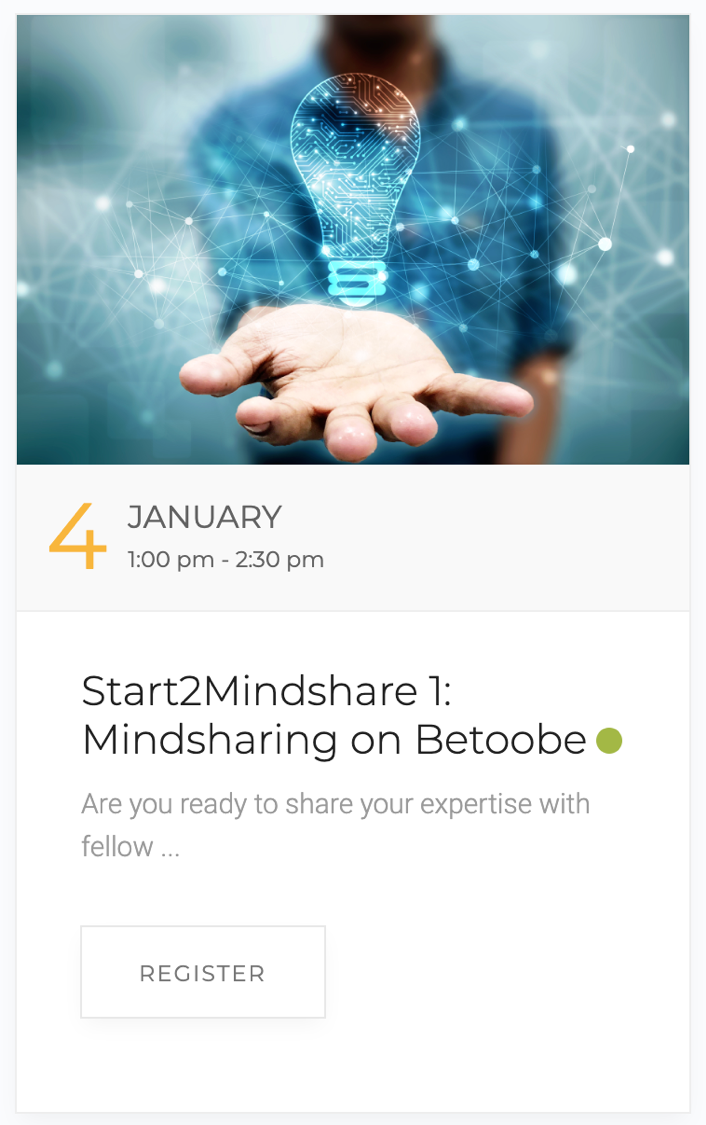 4
JANUARY
1:00 pm - 2:30 pm
Start2Mindshare 1:
Mindsharing on Betoobe
Are you ready to share your expertise with
fellow ...
REGISTER